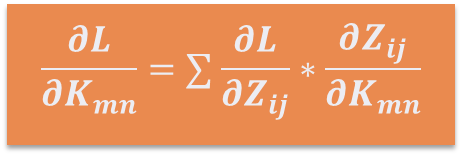 ∂L/∂K_mn = ∑ ∂L/∂Z_ij * ∂Z_ij/∂K_mn